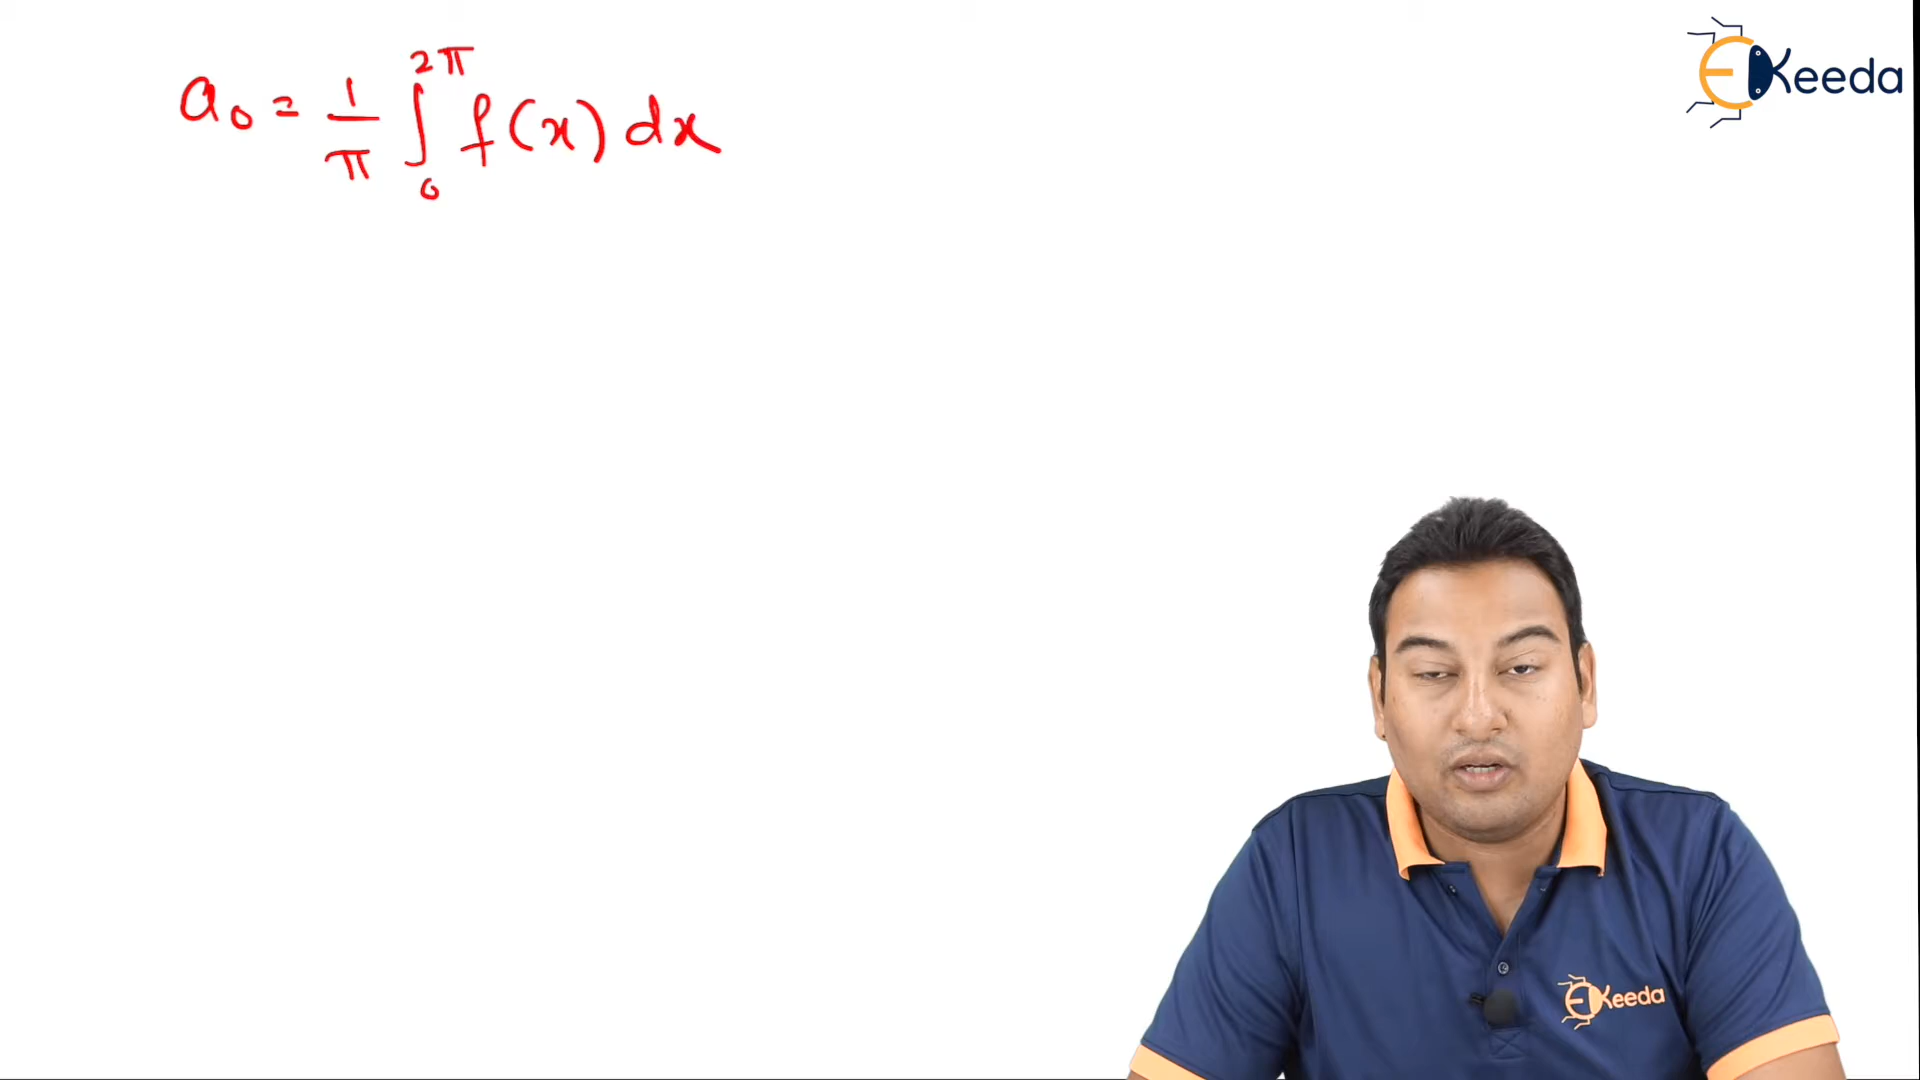 a₀ = 1/π ∫₀^2π f(x) dx
EKeeda
EKeeda